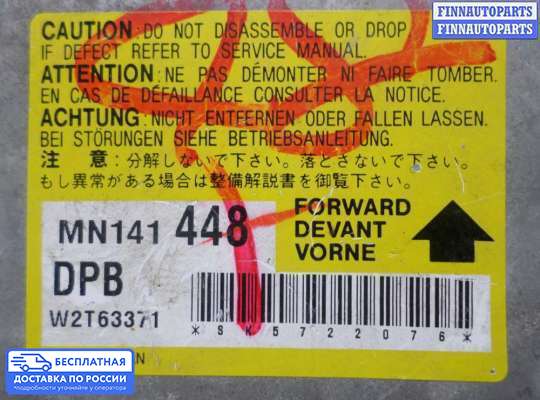 FINNAUTOPARTS
FINNAUTOPARTS
CAUTION : DO NOT DISASSEMBLE OR DROP
IF DEFECT REFER TO SERVICE MANUAL.
ATTENTION : NE PAS DÉMONTER NI FAIRE TOMBER.
EN CAS DE DÉFAILLANCE CONSULTER LA NOTICE.
ACHTUNG : NICHT ENTFERNEN ODER FALLEN LASSEN.
BEI STÖRUNGEN SIEHE BETRIEBSANLEITUNG.
注 意 : 分解しないで下さい。落とさないで下さい。
もし異常がある場合は整備解説書を御覧下さい。
MN141 448
DPB
W2T63371
FORWARD
DEVANT
VORNE
*SK5722076*
БЕСПЛАТНАЯ
ДОСТАВКА ПО РОССИИ
подробности уточняйте у оператора